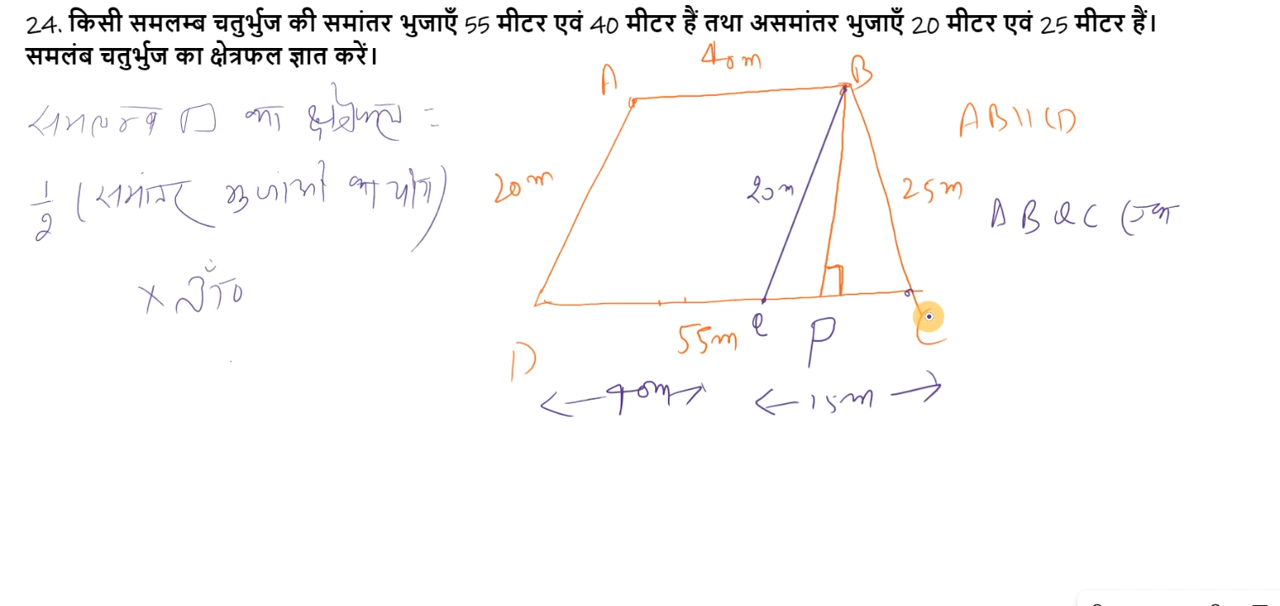 24. किसी समलम्ब चतुर्भुज की समांतर भुजाएँ 55 मीटर एवं 40 मीटर हैं तथा असमांतर भुजाएँ 20 मीटर एवं 25 मीटर हैं।
समलंब चतुर्भुज का क्षेत्रफल ज्ञात करें।
40m
A
B
समलम्ब □ का क्षेत्रफल =
AB||CD
1/2 (समांतर भुजाओं का योग)
20m
20m
25m
× ऊँ0
55m
Q
P
C
D
40m
15m